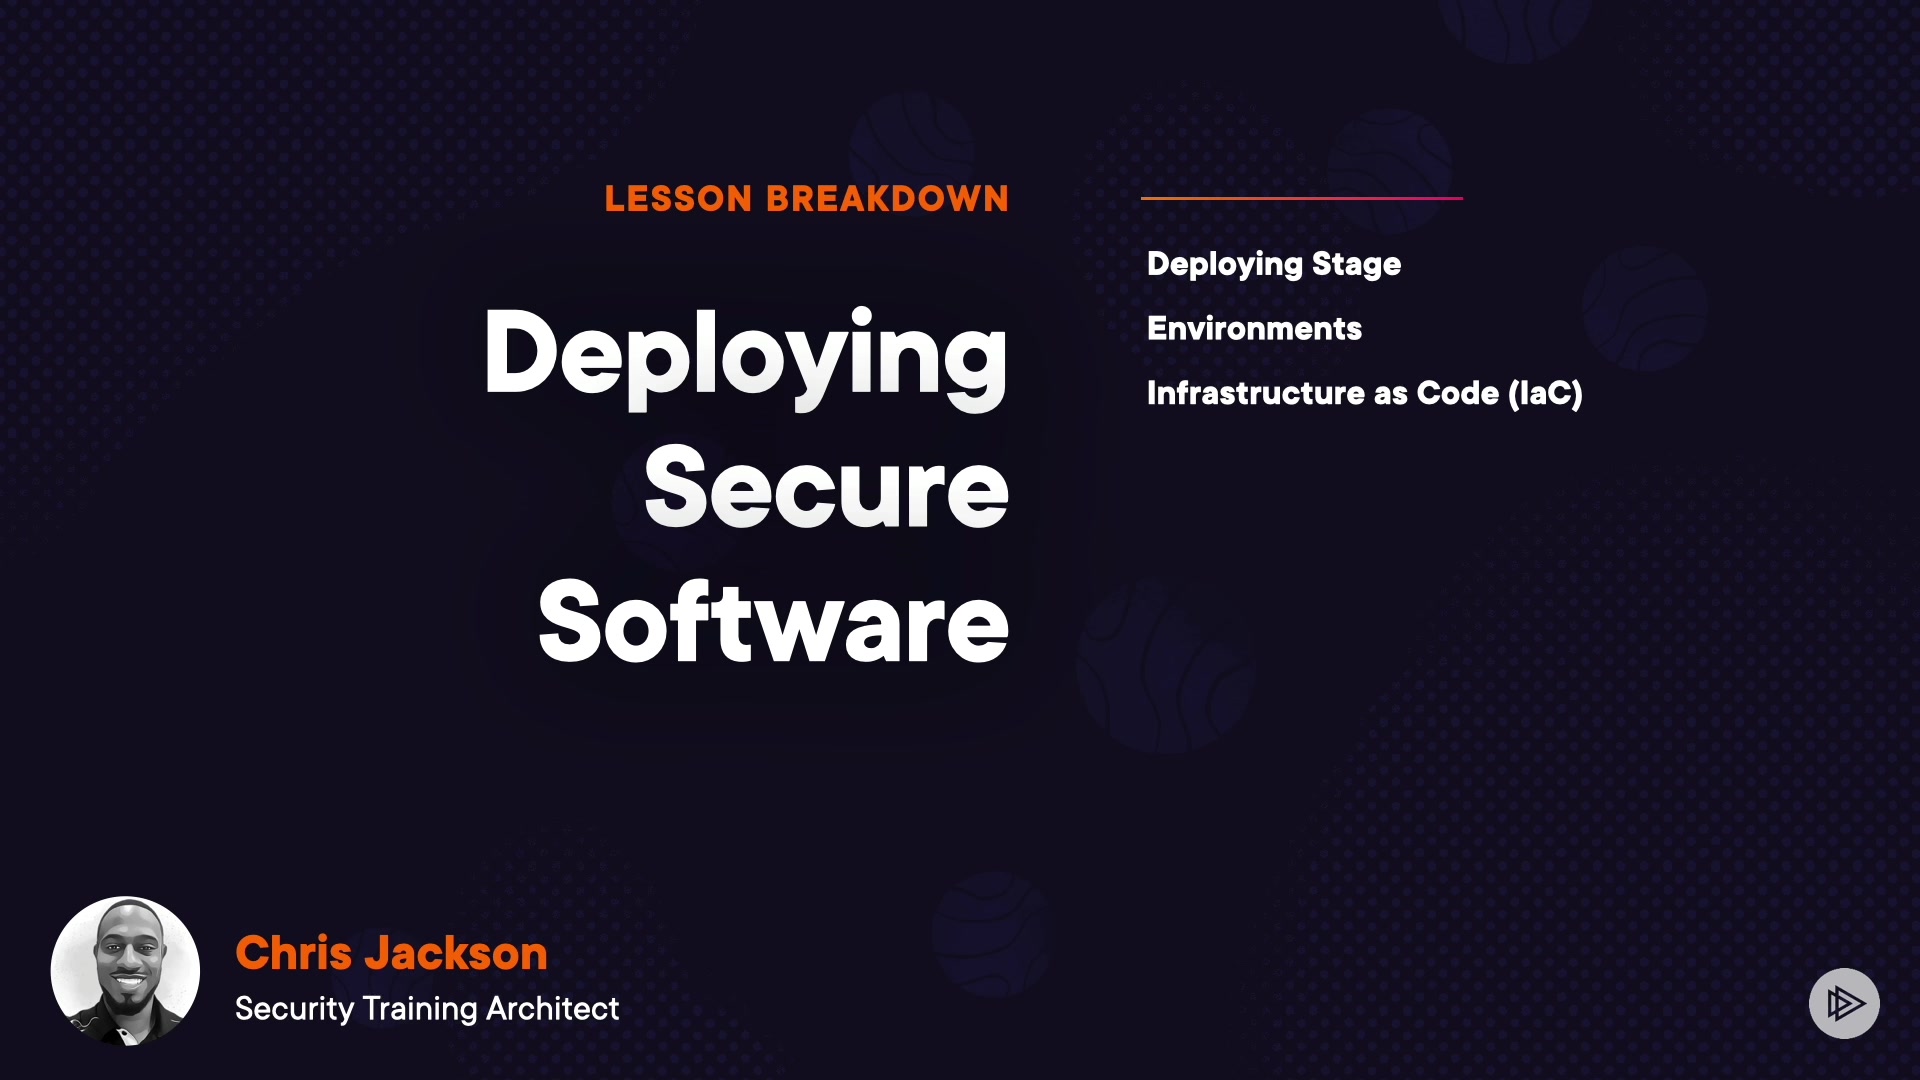 LESSON BREAKDOWN
Deploying
Secure
Software
Deploying Stage
Environments
Infrastructure as Code (IaC)
Chris Jackson
Security Training Architect